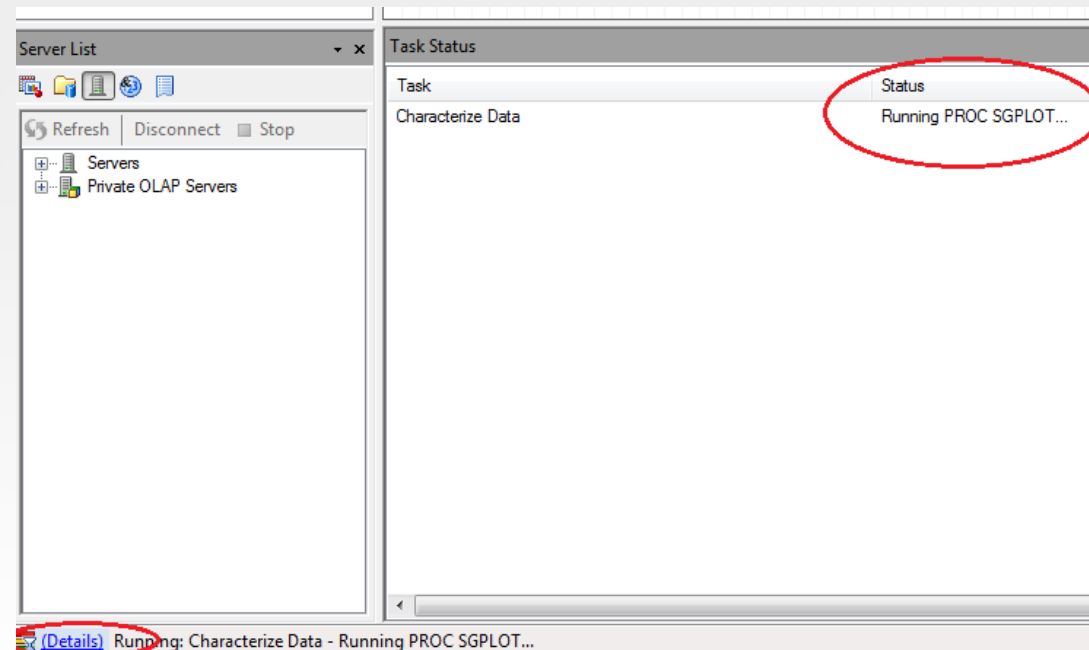 Server List
Refresh Disconnect Stop
Servers
Private OLAP Servers
Task Status
Task Status
Characterize Data Running PROC SGPLOT...
(Details) Running: Characterize Data - Running PROC SGPLOT...